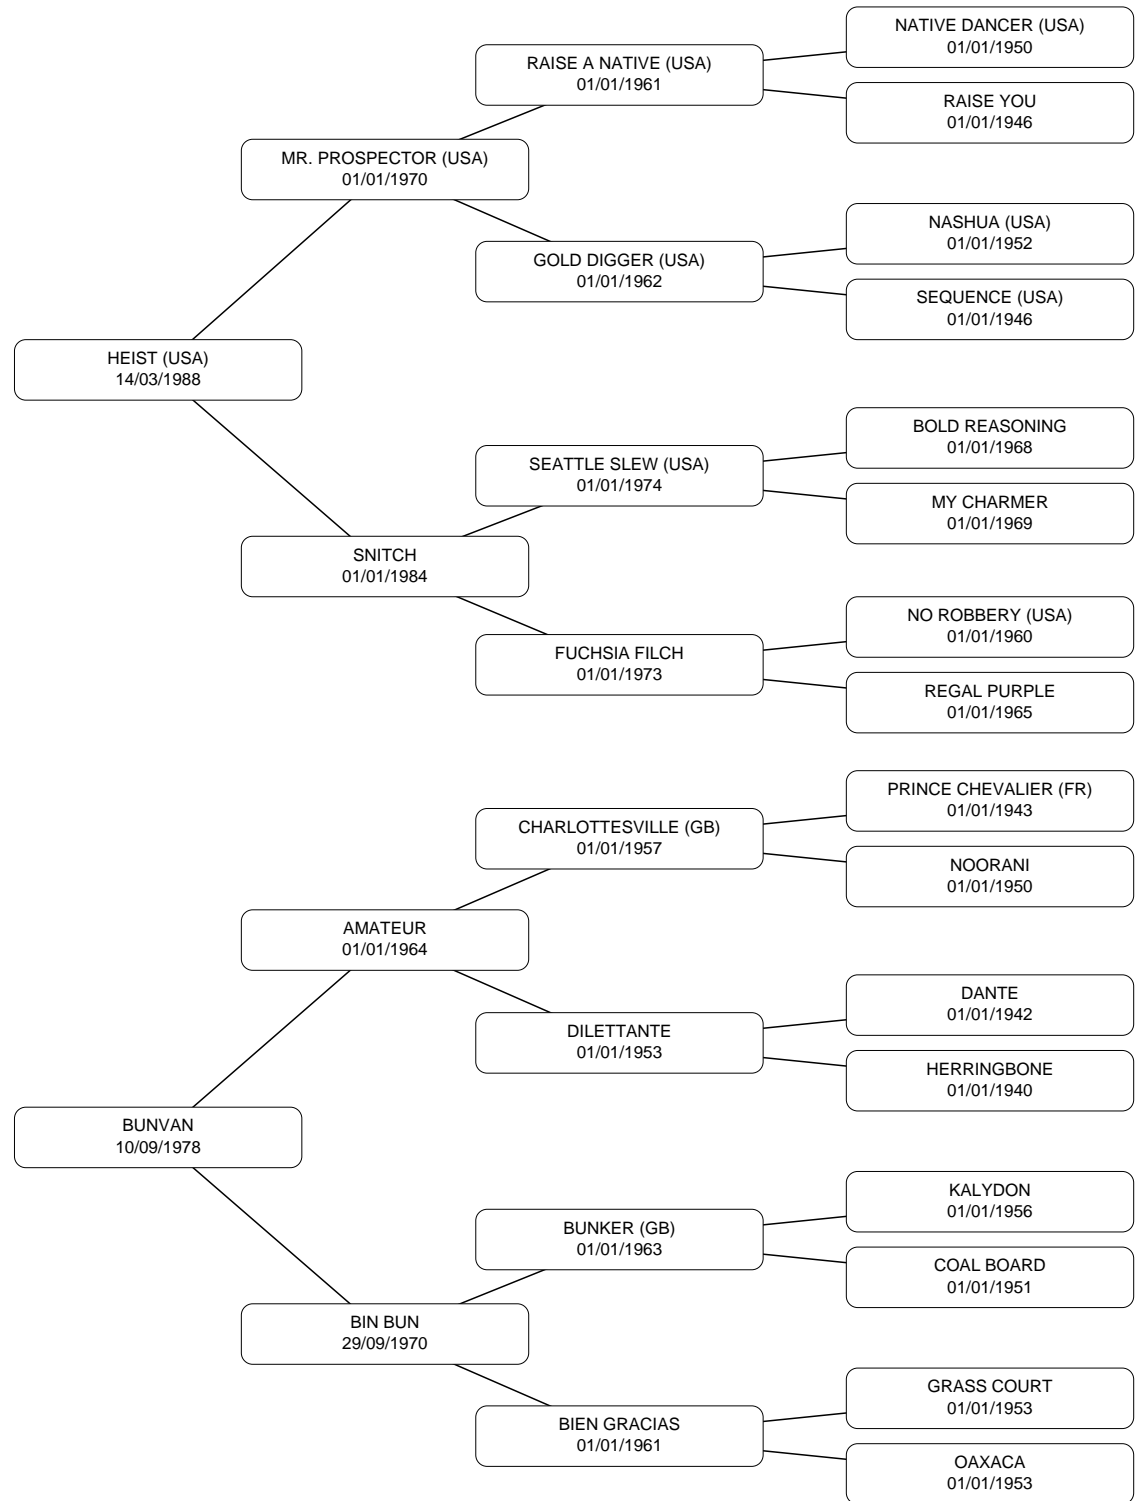 NATIVE DANCER (USA)
01/01/1950
RAISE A NATIVE (USA)
01/01/1961
RAISE YOU
01/01/1946
MR. PROSPECTOR (USA)
01/01/1970
NASHUA (USA)
01/01/1952
GOLD DIGGER (USA)
01/01/1962
SEQUENCE (USA)
01/01/1946
HEIST (USA)
14/03/1988
BOLD REASONING
01/01/1968
SEATTLE SLEW (USA)
01/01/1974
MY CHARMER
01/01/1969
SNITCH
01/01/1984
NO ROBBERY (USA)
01/01/1960
FUCHSIA FILCH
01/01/1973
REGAL PURPLE
01/01/1965
PRINCE CHEVALIER (FR)
01/01/1943
CHARLOTTESVILLE (GB)
01/01/1957
NOORANI
01/01/1950
AMATEUR
01/01/1964
DANTE
01/01/1942
DILETTANTE
01/01/1953
HERRINGBONE
01/01/1940
BUNVAN
10/09/1978
KALYDON
01/01/1956
BUNKER (GB)
01/01/1963
COAL BOARD
01/01/1951
BIN BUN
29/09/1970
GRASS COURT
01/01/1953
BIEN GRACIAS
01/01/1961
OAXACA
01/01/1953